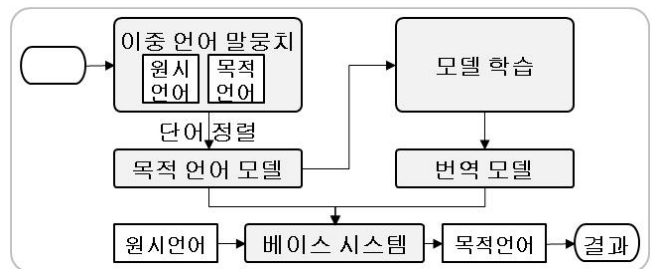 이중 언어 말뭉치
원시 언어
목적 언어
모델 학습
단어 정렬
목적 언어 모델
번역 모델
원시언어
베이스 시스템
목적언어
결과